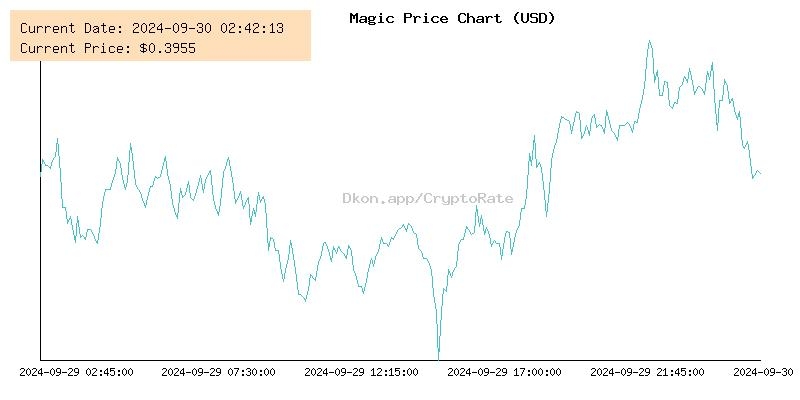 Magic Price Chart (USD)
Current Date: 2024-09-30 02:42:13
Current Price: $0.3955
Dkon.app/CryptoRate
2024-09-29 02:45:00 2024-09-29 07:30:00 2024-09-29 12:15:00 2024-09-29 17:00:00 2024-09-29 21:45:00 2024-09-30